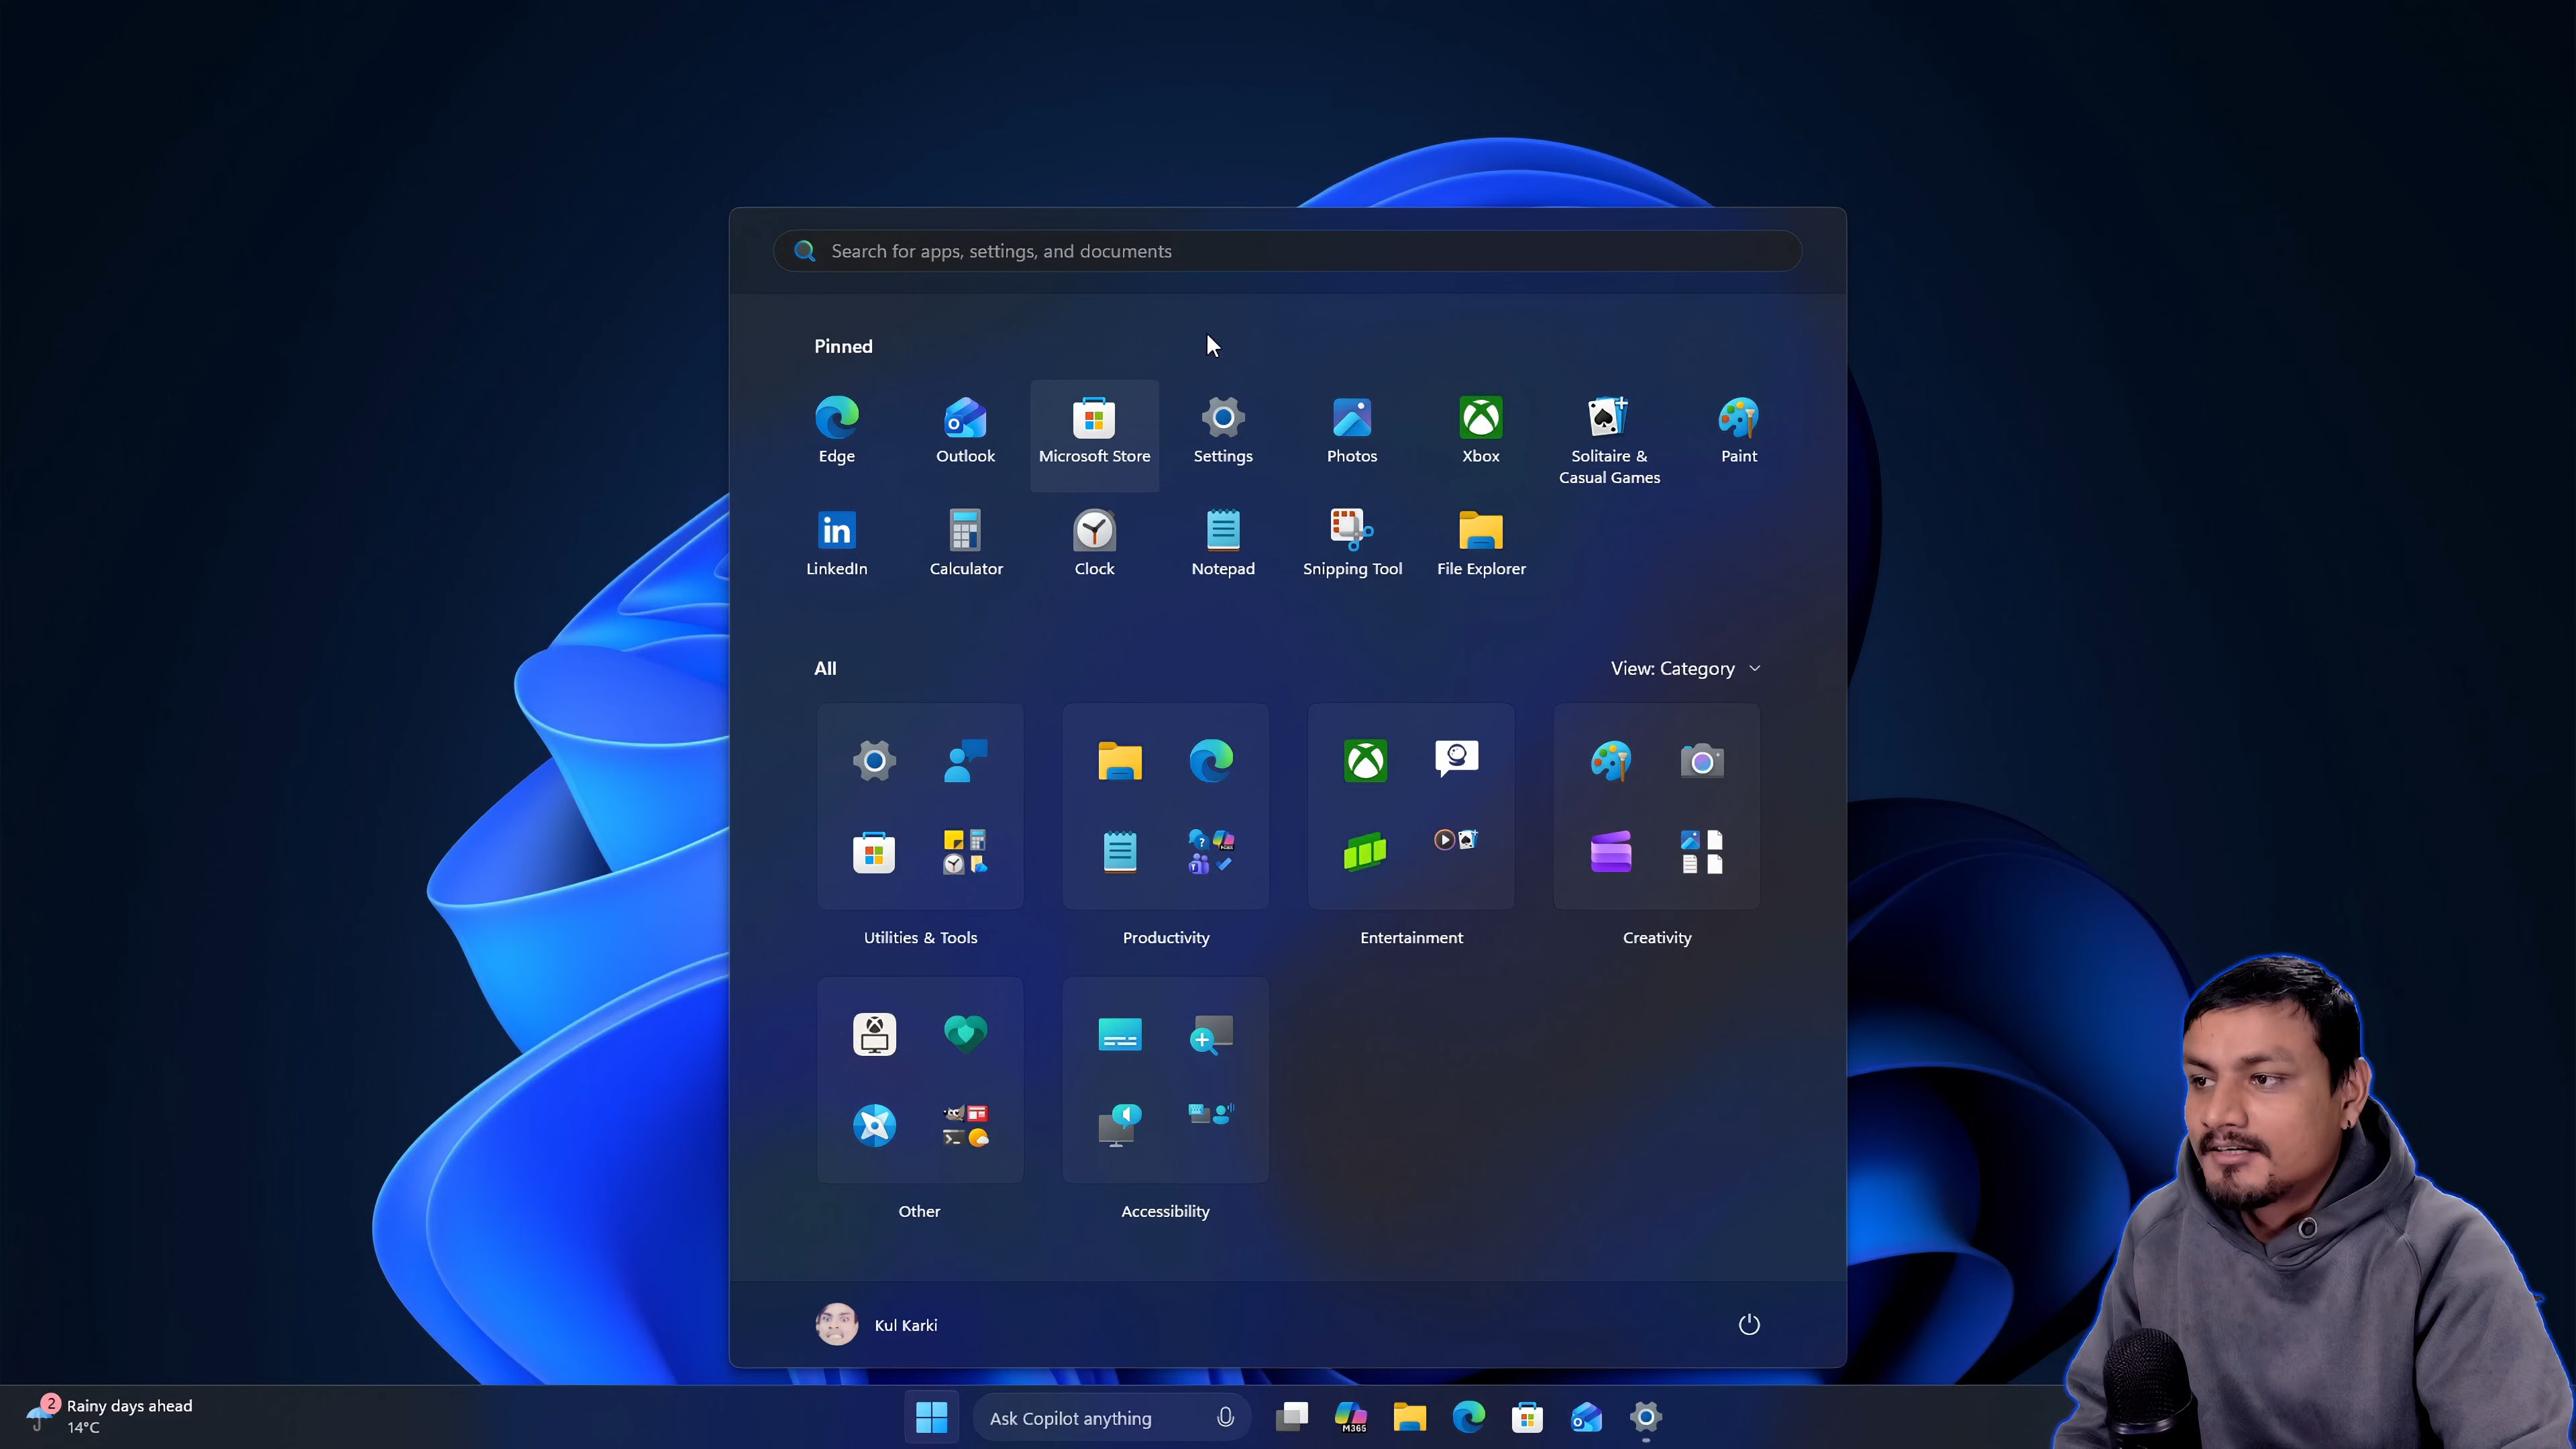 Search for apps, settings, and documents
Pinned
Edge
Outlook
Microsoft Store
Settings
Photos
Xbox
Solitaire &
Casual Games
Paint
LinkedIn
Calculator
Clock
Notepad
Snipping Tool
File Explorer
All
View: Category
Utilities & Tools
Productivity
Entertainment
Creativity
Other
Accessibility
Kul Karki
2
Rainy days ahead
14°C
Ask Copilot anything
M365